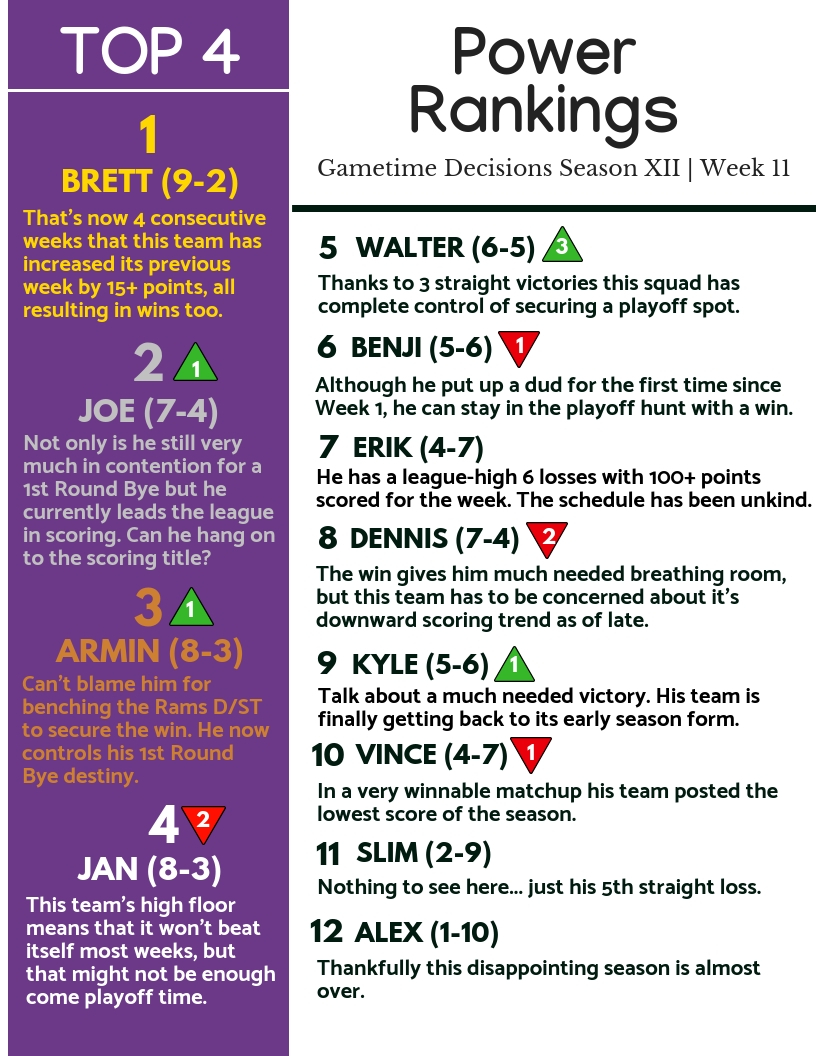 TOP 4
1
BRETT (9-2)
That's now 4 consecutive
weeks that this team has
increased its previous
week by 15+ points, all
resulting in wins too.
2 1
JOE (7-4)
Not only is he still very
much in contention for a
1st Round Bye but he
currently leads the league
in scoring. Can he hang on
to the scoring title?
3 1
ARMIN (8-3)
Can't blame him for
benching the Rams D/ST
to secure the win. He now
controls his 1st Round
Bye destiny.
4 2
JAN (8-3)
This team's high floor
means that it won't beat
itself most weeks, but
that might not be enough
come playoff time.
Power
Rankings
Gametime Decisions Season XII | Week 11
5 WALTER (6-5) 3
Thanks to 3 straight victories this squad has
complete control of securing a playoff spot.
6 BENJI (5-6) 1
Although he put up a dud for the first time since
Week 1, he can stay in the playoff hunt with a win.
7 ERIK (4-7)
He has a league-high 6 losses with 100+ points
scored for the week. The schedule has been unkind.
8 DENNIS (7-4) 2
The win gives him much needed breathing room,
but this team has to be concerned about it's
downward scoring trend as of late.
9 KYLE (5-6) 1
Talk about a much needed victory. His team is
finally getting back to its early season form.
10 VINCE (4-7) 1
In a very winnable matchup his team posted the
lowest score of the season.
11 SLIM (2-9)
Nothing to see here... just his 5th straight loss.
12 ALEX (1-10)
Thankfully this disappointing season is almost
over.